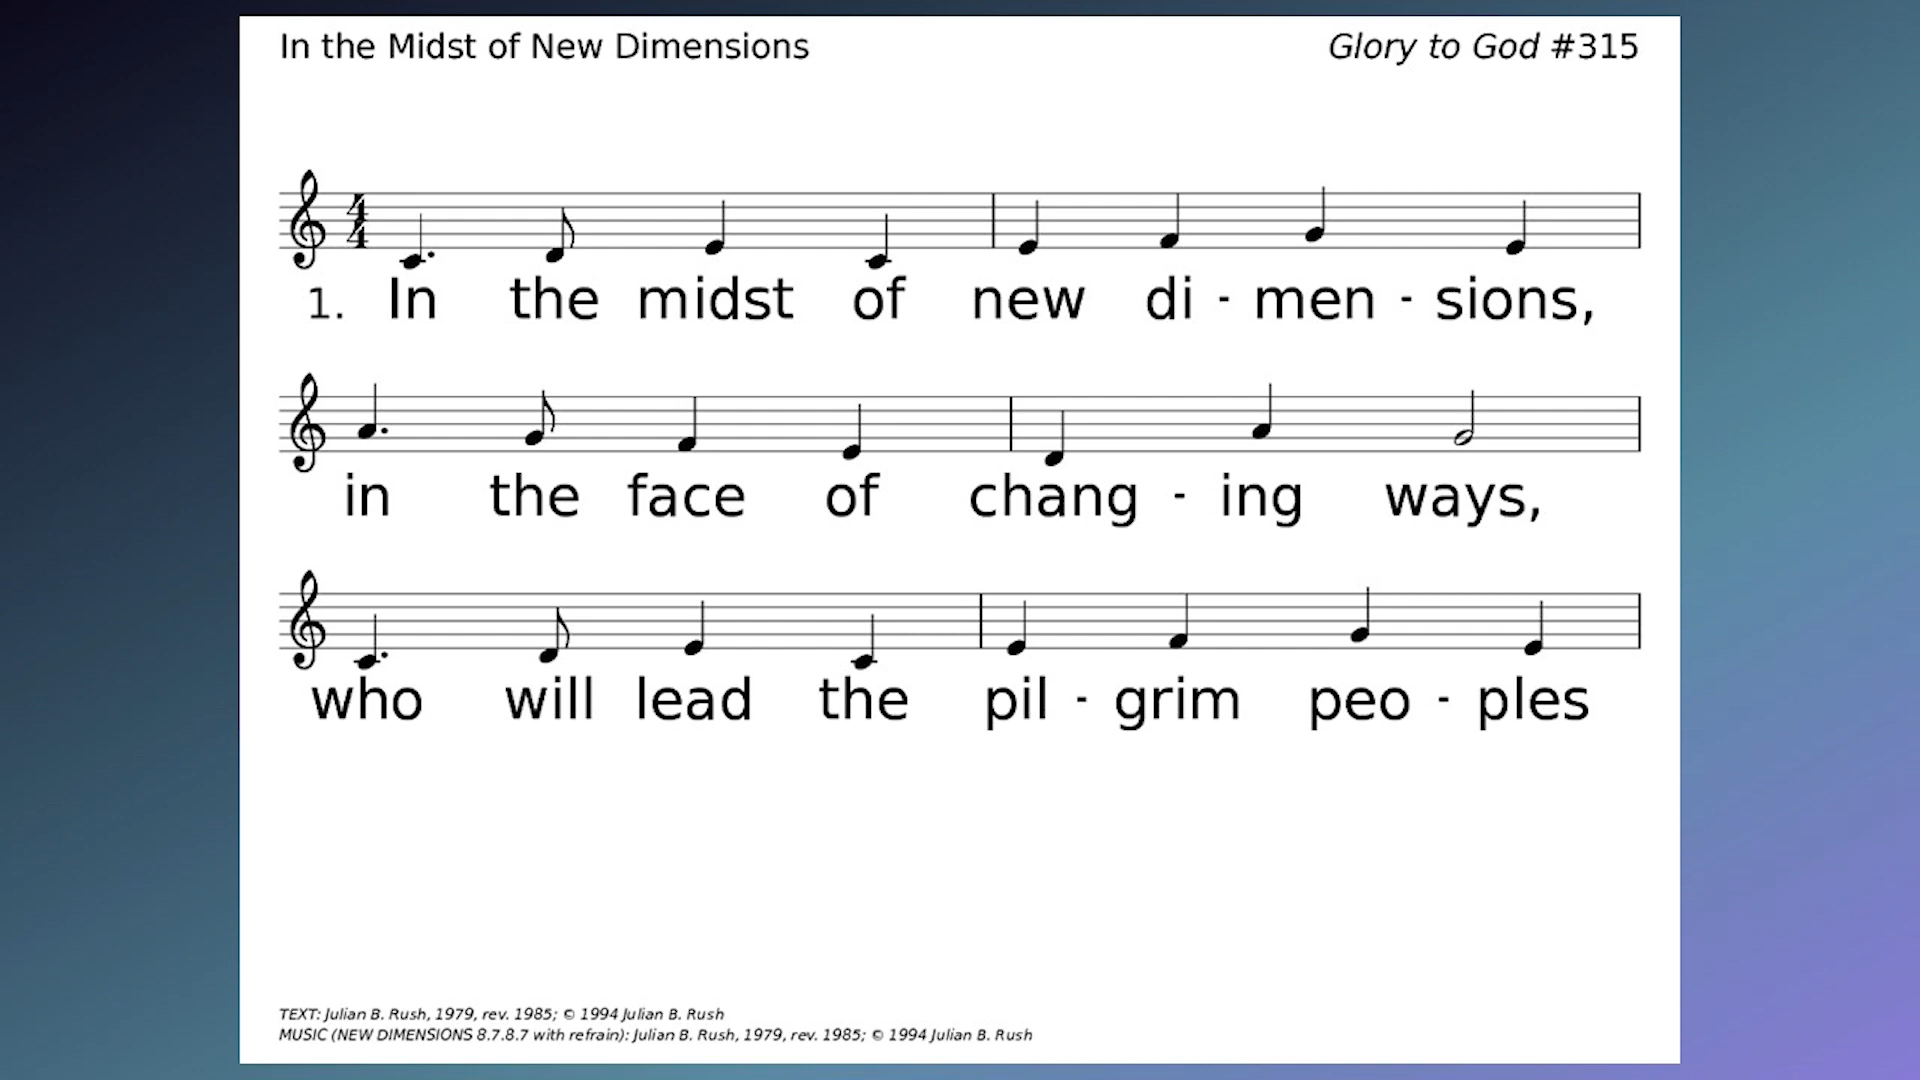 In the Midst of New Dimensions
Glory to God #315
1. In the midst of new di - men - sions,
in the face of chang - ing ways,
who will lead the pil - grim peo - ples
TEXT: Julian B. Rush, 1979, rev. 1985; © 1994 Julian B. Rush
MUSIC (NEW DIMENSIONS 8.7.8.7 with refrain): Julian B. Rush, 1979, rev. 1985; © 1994 Julian B. Rush